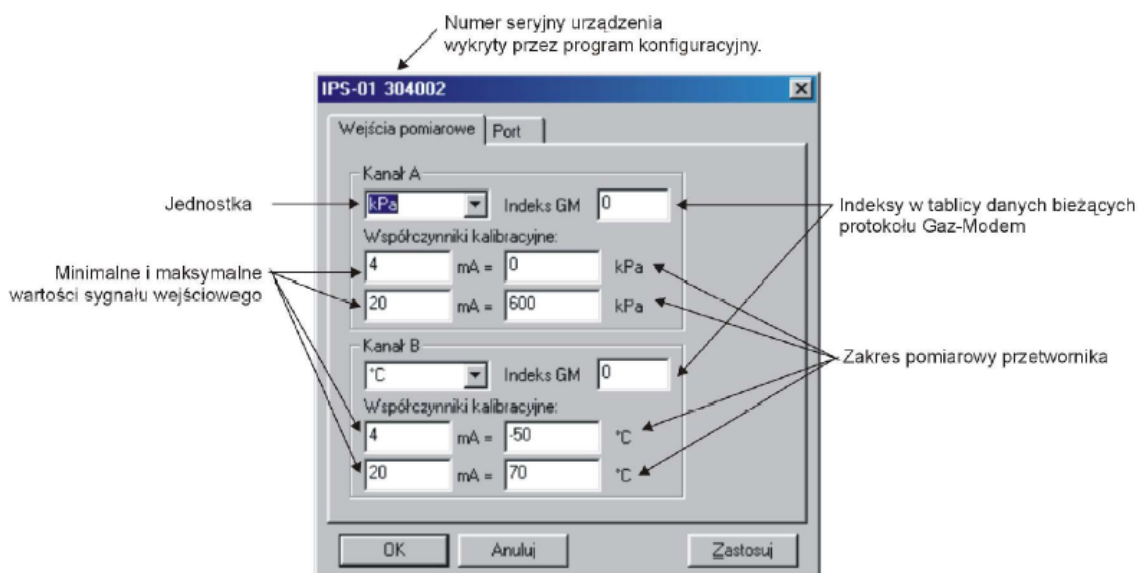 Numer seryjny urządzenia
wykryty przez program konfiguracyjny.
IPS-01 304002
Wejścia pomiarowe Port
Kanał A
Jednostka
kPa Indeks GM 0
Indeksy w tablicy danych bieżących
protokołu Gaz-Modem
Współczynniki kalibracyjne:
Minimalne i maksymalne
wartości sygnału wejściowego
4 mA = 0 kPa
20 mA = 600 kPa
Kanał B
Zakres pomiarowy przetwornika
°C Indeks GM 0
Współczynniki kalibracyjne:
4 mA = -50 °C
20 mA = 70 °C
OK Anuluj Zastosuj